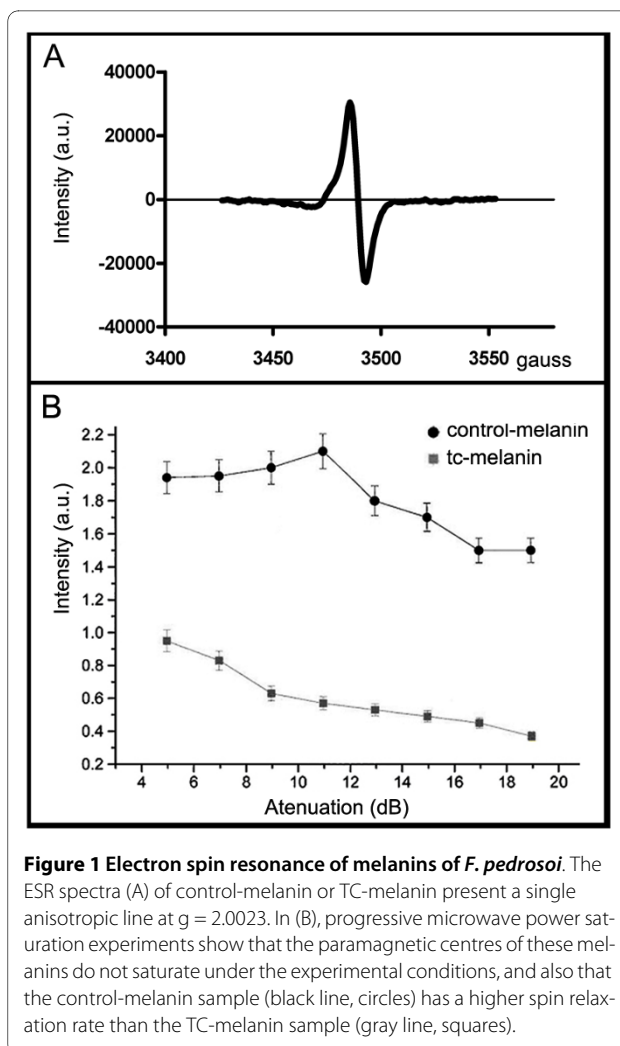 A
40000
20000
0
-20000
-40000
Intensity (a.u.)
3400
3450
3500
3550
gauss
B
control-melanin
tc-melanin
2.2
2.0
1.8
1.6
1.4
1.2
1.0
0.8
0.6
0.4
0.2
Intensity (a.u.)
4
6
8
10
12
14
16
18
20
Atenuation (dB)
Figure 1 Electron spin resonance of melanins of F. pedrosoi. The
ESR spectra (A) of control-melanin or TC-melanin present a single
anisotropic line at g = 2.0023. In (B), progressive microwave power sat-
uration experiments show that the paramagnetic centres of these mel-
anins do not saturate under the experimental conditions, and also that
the control-melanin sample (black line, circles) has a higher spin relax-
ation rate than the TC-melanin sample (gray line, squares).